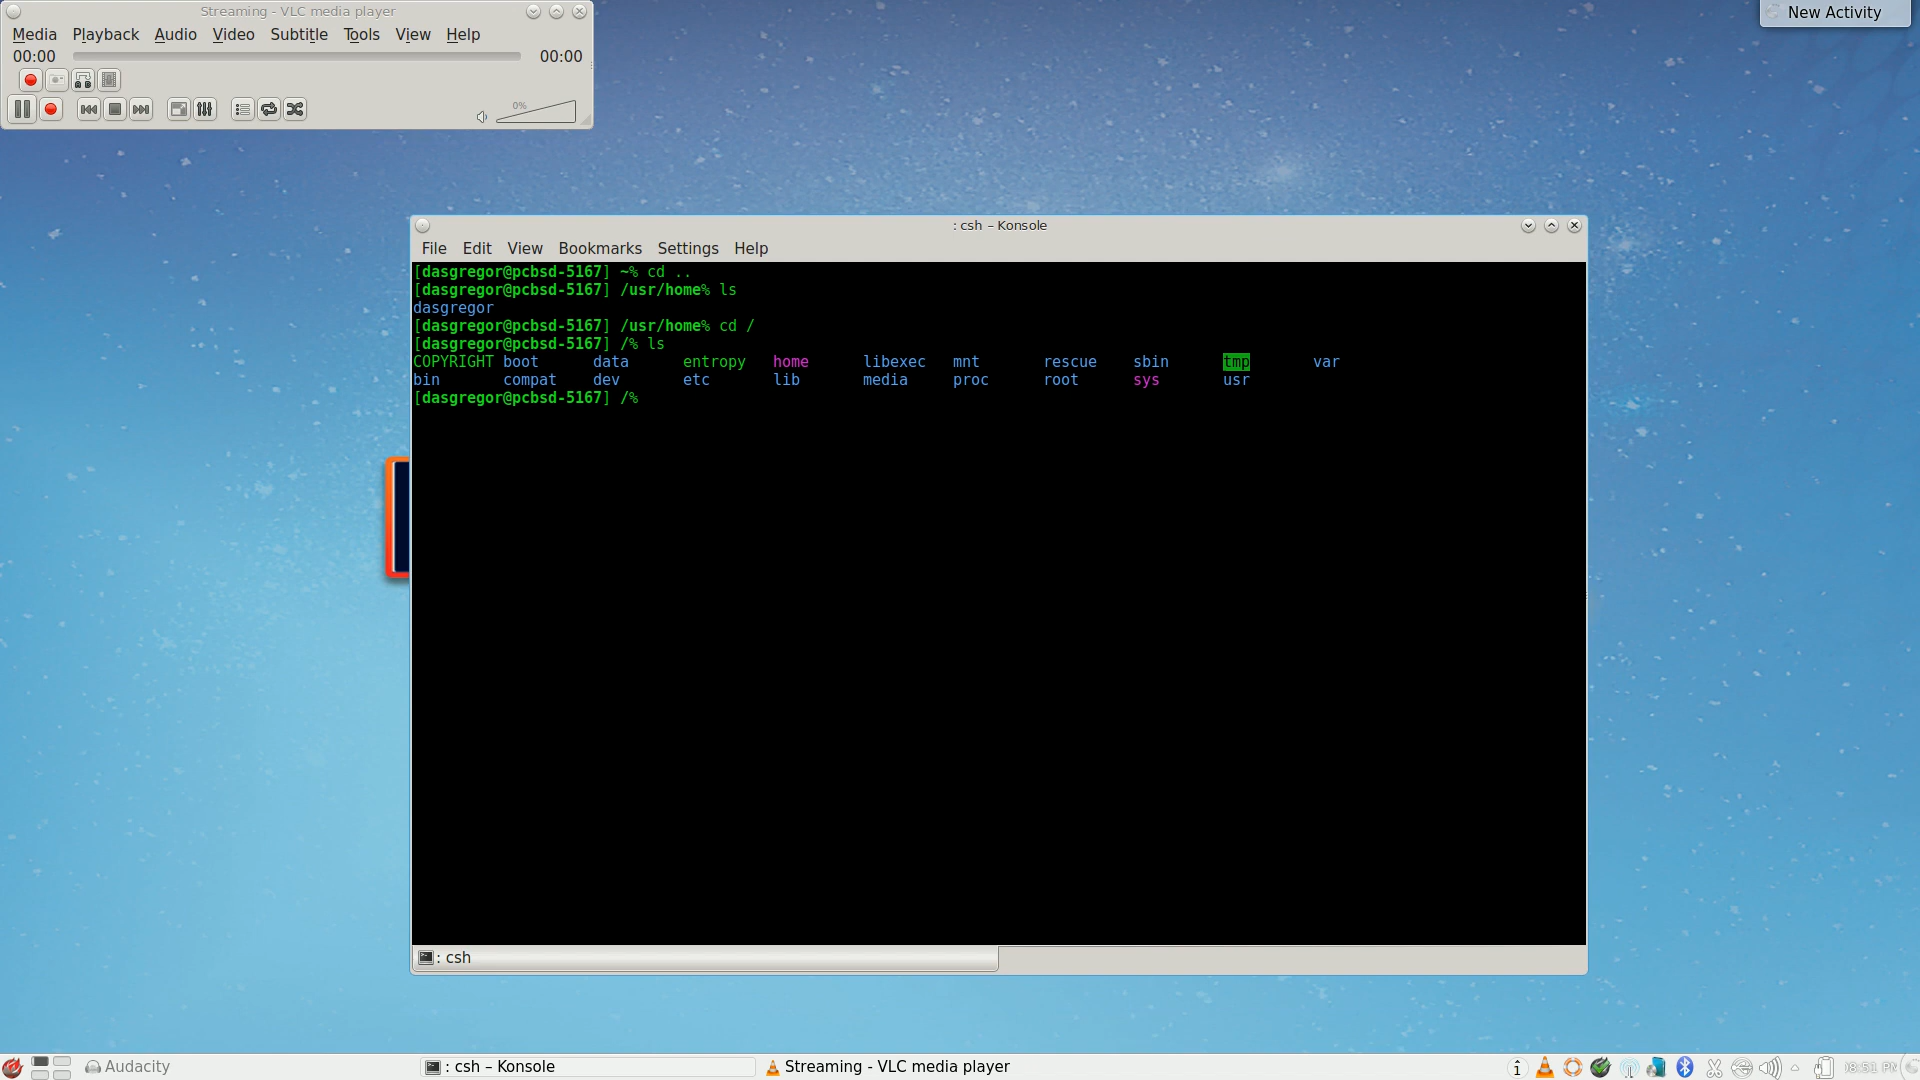 Streaming - VLC media player
Media Playback Audio Video Subtitle Tools View Help
00:00 00:00
0%
New Activity
: csh – Konsole
File Edit View Bookmarks Settings Help
[dasgregor@pcbsd-5167] ~% cd ..
[dasgregor@pcbsd-5167] /usr/home% ls
dasgregor
[dasgregor@pcbsd-5167] /usr/home% cd /
[dasgregor@pcbsd-5167] /% ls
COPYRIGHT boot data entropy home libexec mnt rescue sbin tmp var
bin compat dev etc lib media proc root sys usr
[dasgregor@pcbsd-5167] /%
: csh
Audacity : csh – Konsole Streaming - VLC media player 08:51 PM